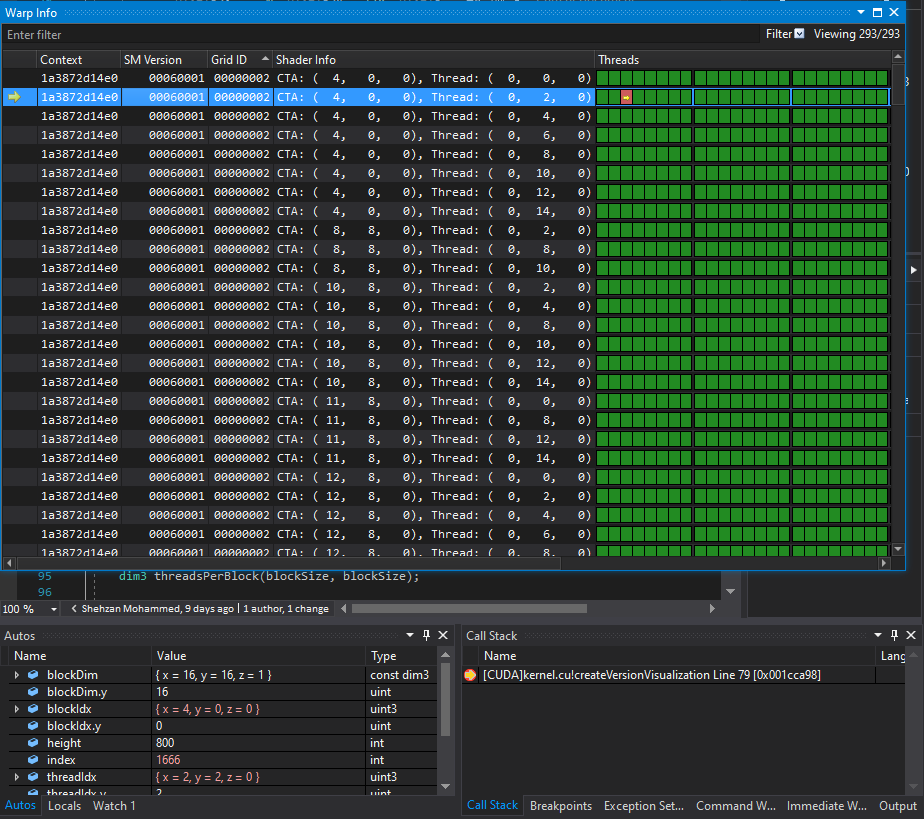 Warp Info
Enter filter Filter Viewing 293/293
Context SM Version Grid ID Shader Info Threads
1a3872d14e0 00060001 00000002 CTA: ( 4, 0, 0), Thread: ( 0, 0, 0)
1a3872d14e0 00060001 00000002 CTA: ( 4, 0, 0), Thread: ( 0, 2, 0)
1a3872d14e0 00060001 00000002 CTA: ( 4, 0, 0), Thread: ( 0, 4, 0)
1a3872d14e0 00060001 00000002 CTA: ( 4, 0, 0), Thread: ( 0, 6, 0)
1a3872d14e0 00060001 00000002 CTA: ( 4, 0, 0), Thread: ( 0, 8, 0)
1a3872d14e0 00060001 00000002 CTA: ( 4, 0, 0), Thread: ( 0, 10, 0)
1a3872d14e0 00060001 00000002 CTA: ( 4, 0, 0), Thread: ( 0, 12, 0)
1a3872d14e0 00060001 00000002 CTA: ( 4, 0, 0), Thread: ( 0, 14, 0)
1a3872d14e0 00060001 00000002 CTA: ( 8, 8, 0), Thread: ( 0, 2, 0)
1a3872d14e0 00060001 00000002 CTA: ( 8, 8, 0), Thread: ( 0, 8, 0)
1a3872d14e0 00060001 00000002 CTA: ( 8, 8, 0), Thread: ( 0, 10, 0)
1a3872d14e0 00060001 00000002 CTA: ( 10, 8, 0), Thread: ( 0, 2, 0)
1a3872d14e0 00060001 00000002 CTA: ( 10, 8, 0), Thread: ( 0, 4, 0)
1a3872d14e0 00060001 00000002 CTA: ( 10, 8, 0), Thread: ( 0, 8, 0)
1a3872d14e0 00060001 00000002 CTA: ( 10, 8, 0), Thread: ( 0, 10, 0)
1a3872d14e0 00060001 00000002 CTA: ( 10, 8, 0), Thread: ( 0, 12, 0)
1a3872d14e0 00060001 00000002 CTA: ( 10, 8, 0), Thread: ( 0, 14, 0)
1a3872d14e0 00060001 00000002 CTA: ( 11, 8, 0), Thread: ( 0, 0, 0)
1a3872d14e0 00060001 00000002 CTA: ( 11, 8, 0), Thread: ( 0, 8, 0)
1a3872d14e0 00060001 00000002 CTA: ( 11, 8, 0), Thread: ( 0, 12, 0)
1a3872d14e0 00060001 00000002 CTA: ( 11, 8, 0), Thread: ( 0, 14, 0)
1a3872d14e0 00060001 00000002 CTA: ( 12, 8, 0), Thread: ( 0, 0, 0)
1a3872d14e0 00060001 00000002 CTA: ( 12, 8, 0), Thread: ( 0, 2, 0)
1a3872d14e0 00060001 00000002 CTA: ( 12, 8, 0), Thread: ( 0, 4, 0)
1a3872d14e0 00060001 00000002 CTA: ( 12, 8, 0), Thread: ( 0, 6, 0)
1a3872d14e0 00060001 00000002 CTA: ( 12, 8, 0), Thread: ( 0, 8, 0)
95 dim3 threadsPerBlock(blockSize, blockSize);
96
100 % Shehzan Mohammed, 9 days ago | 1 author, 1 change
Autos
Name Value Type
blockDim { x = 16, y = 16, z = 1 } const dim3
blockDim.y 16 uint
blockIdx { x = 4, y = 0, z = 0 } uint3
blockIdx.y 0 uint
height 800 int
index 1666 int
threadIdx { x = 2, y = 2, z = 0 } uint3
threadIdx.y 2 uint
Autos Locals Watch 1
Call Stack
Name Lang
[CUDA]kernel.cu!createVersionVisualization Line 79 [0x001cca98]
Call Stack Breakpoints Exception Set... Command W... Immediate W... Output